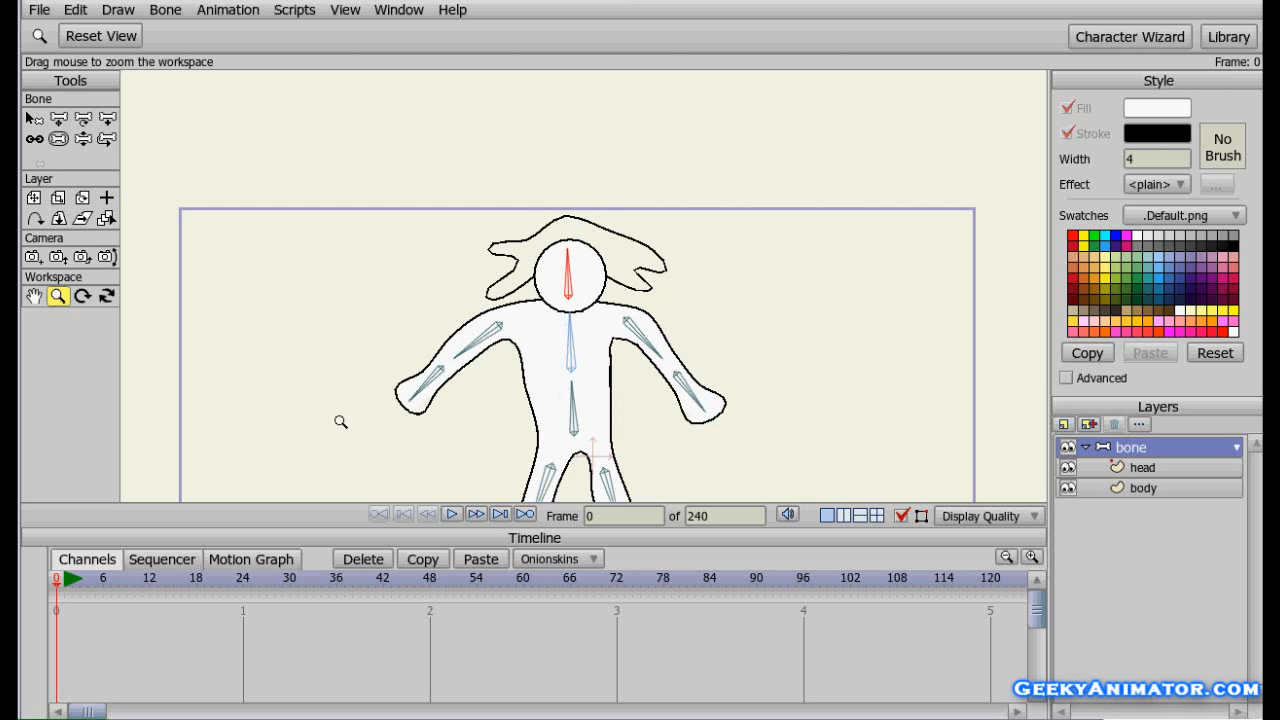 File Edit Draw Bone Animation Scripts View Window Help
Reset View Character Wizard Library
Drag mouse to zoom the workspace Frame: 0
Tools Style
Bone
Fill
Stroke No Brush
Width 4
Effect <plain> ...
Layer
Swatches .Default.png
Camera
Workspace
Copy Paste Reset
Advanced
Layers
bone
head
body
Frame 0 of 240 Display Quality
Timeline
Channels Sequencer Motion Graph Delete Copy Paste Onionskins
0 6 12 18 24 30 36 42 48 54 60 66 72 78 84 90 96 102 108 114 120
0 1 2 3 4 5
GeekyAnimator.com